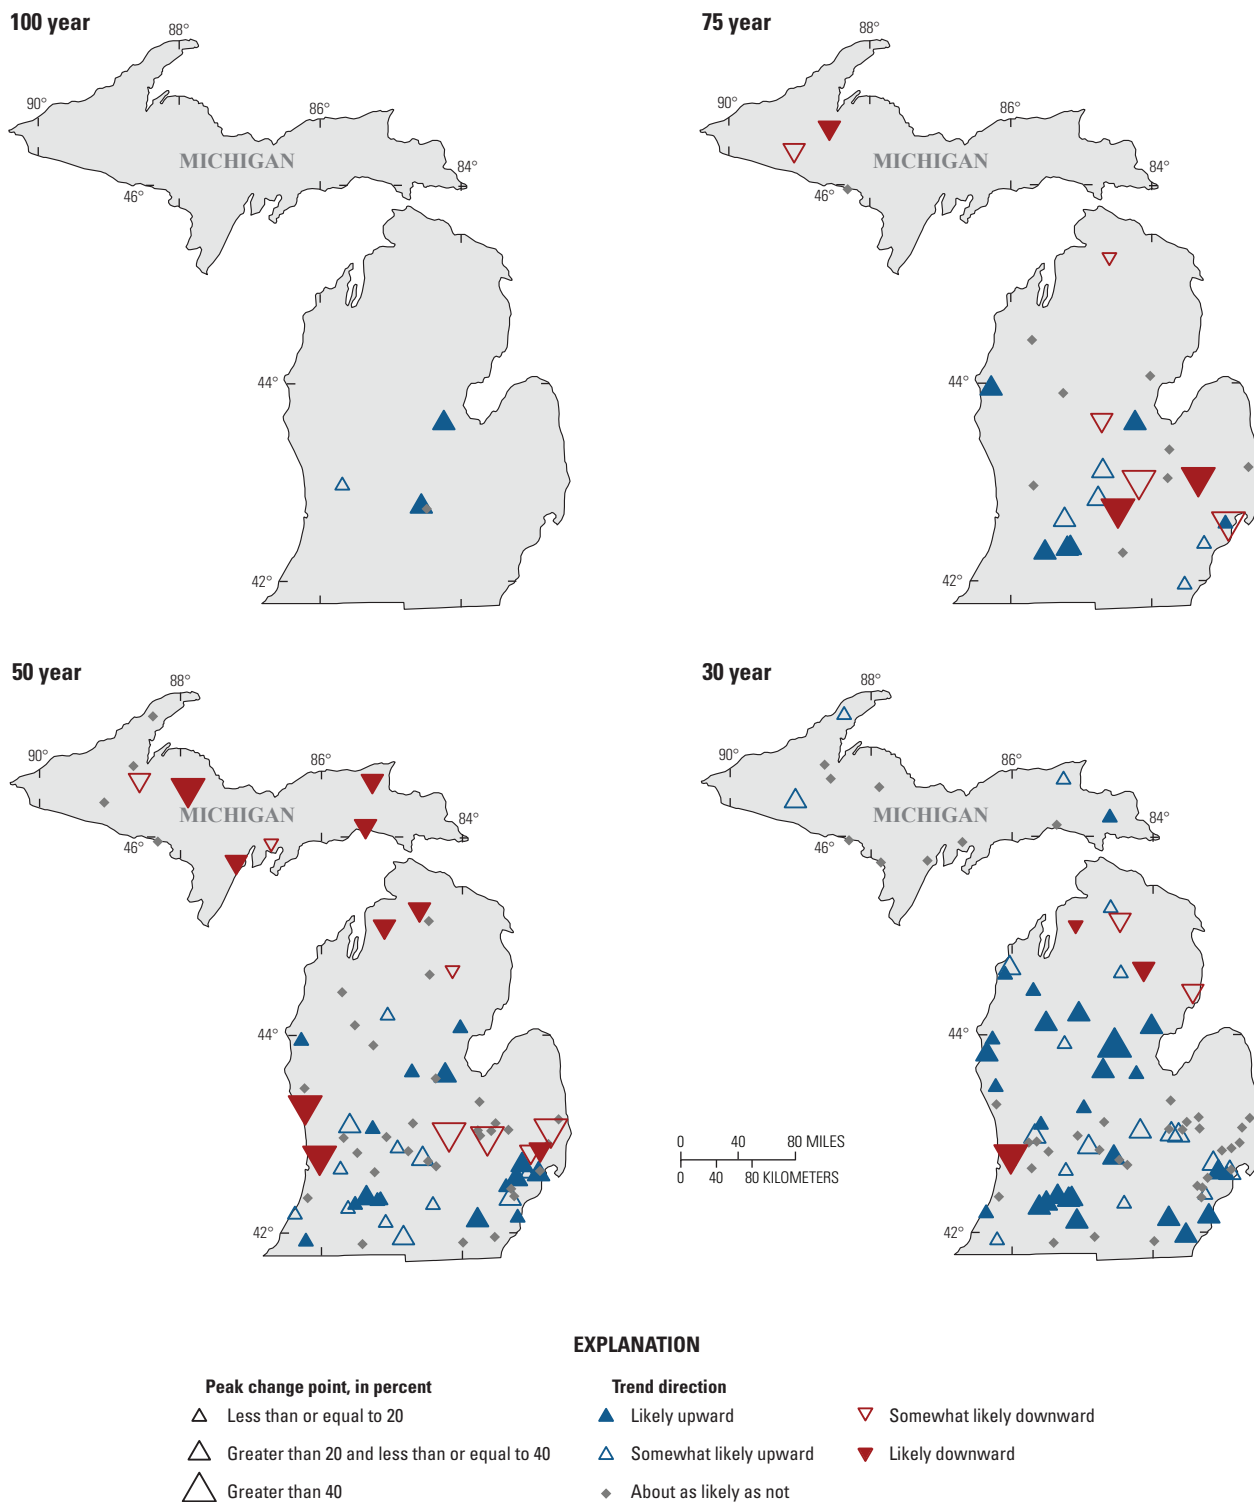 100 year
88°
90°
86°
MICHIGAN
84°
46°
44°
42°
75 year
88°
90°
86°
MICHIGAN
84°
46°
44°
42°
50 year
88°
90°
86°
MICHIGAN
84°
46°
44°
42°
30 year
88°
90°
86°
MICHIGAN
84°
46°
44°
42°
0 40 80 MILES
0 40 80 KILOMETERS
EXPLANATION
Peak change point, in percent
Less than or equal to 20
Greater than 20 and less than or equal to 40
Greater than 40
Trend direction
Likely upward
Somewhat likely upward
About as likely as not
Somewhat likely downward
Likely downward